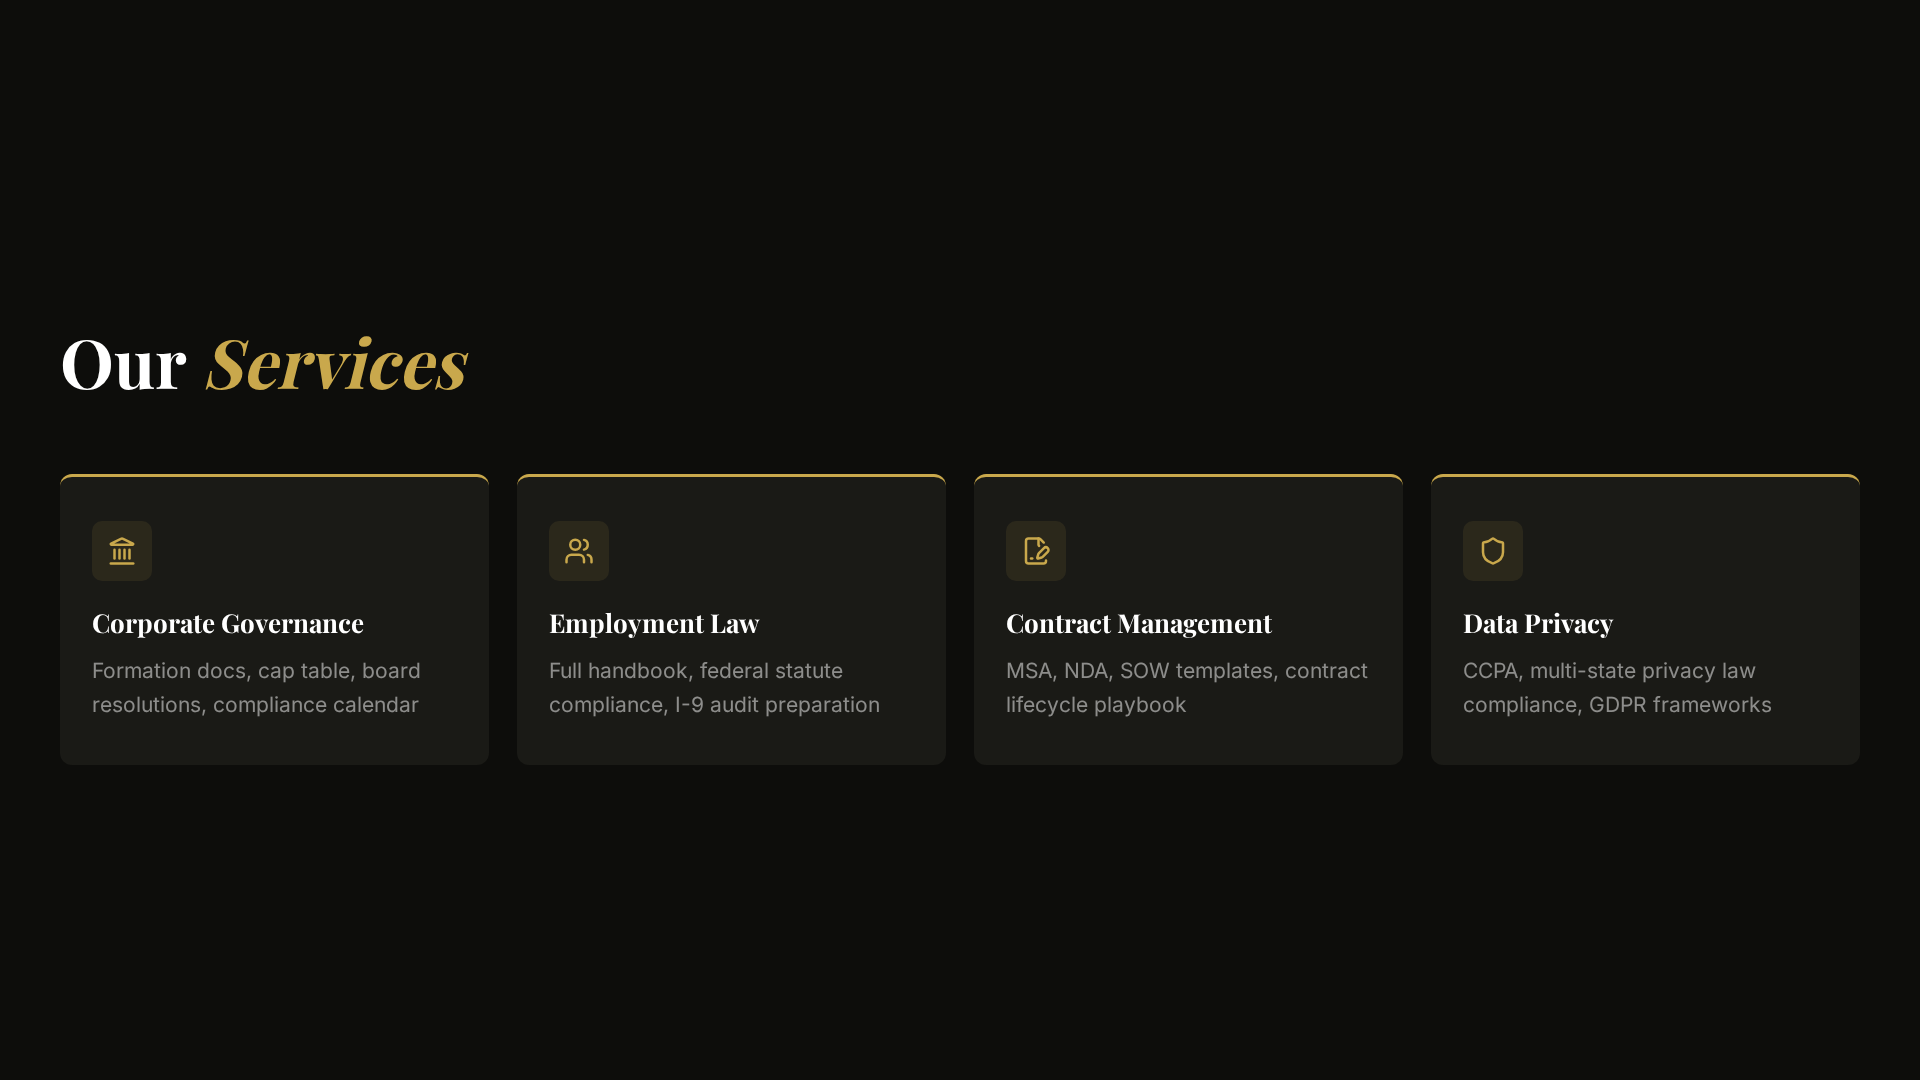 Our Services
Corporate Governance
Formation docs, cap table, board
resolutions, compliance calendar
Employment Law
Full handbook, federal statute
compliance, I-9 audit preparation
Contract Management
MSA, NDA, SOW templates, contract
lifecycle playbook
Data Privacy
CCPA, multi-state privacy law
compliance, GDPR frameworks